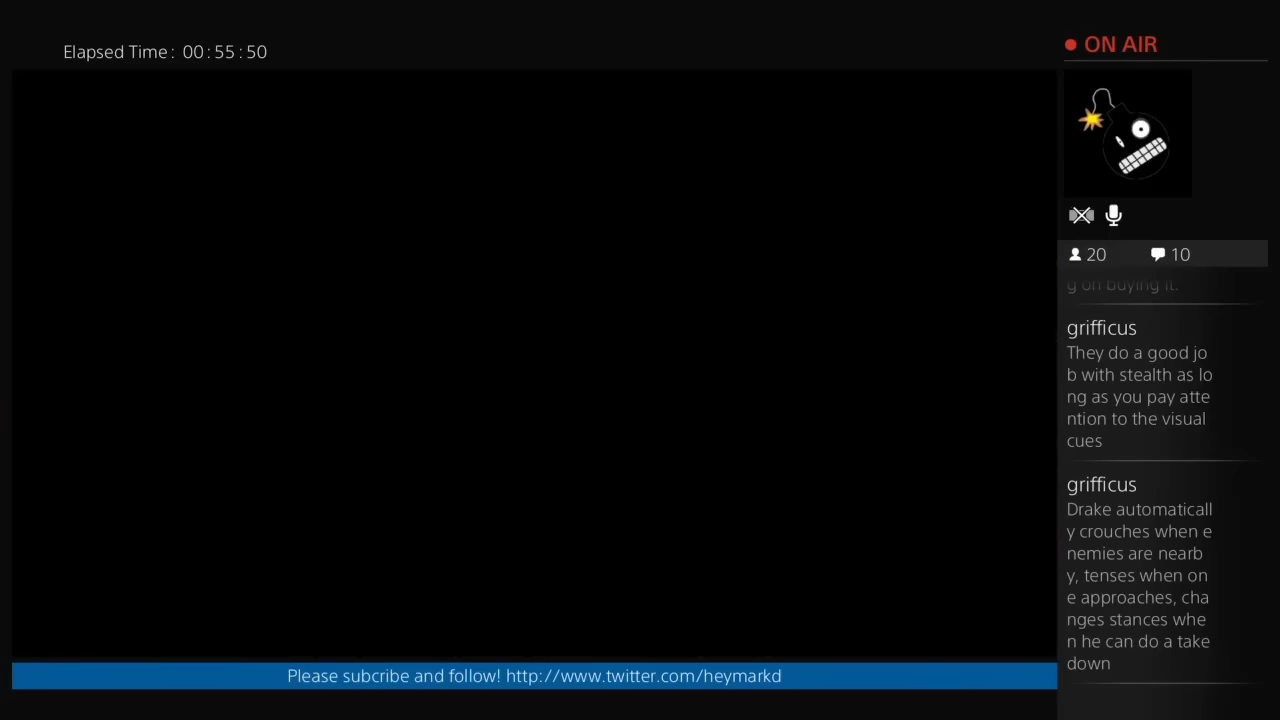 Elapsed Time: 00:55:50
ON AIR
20 10
g on buying it.
grifficus
They do a good jo
b with stealth as lo
ng as you pay atte
ntion to the visual
cues
grifficus
Drake automaticall
y crouches when e
nemies are nearb
y, tenses when on
e approaches, cha
nges stances whe
n he can do a take
down
Please subcribe and follow! http://www.twitter.com/heymarkd